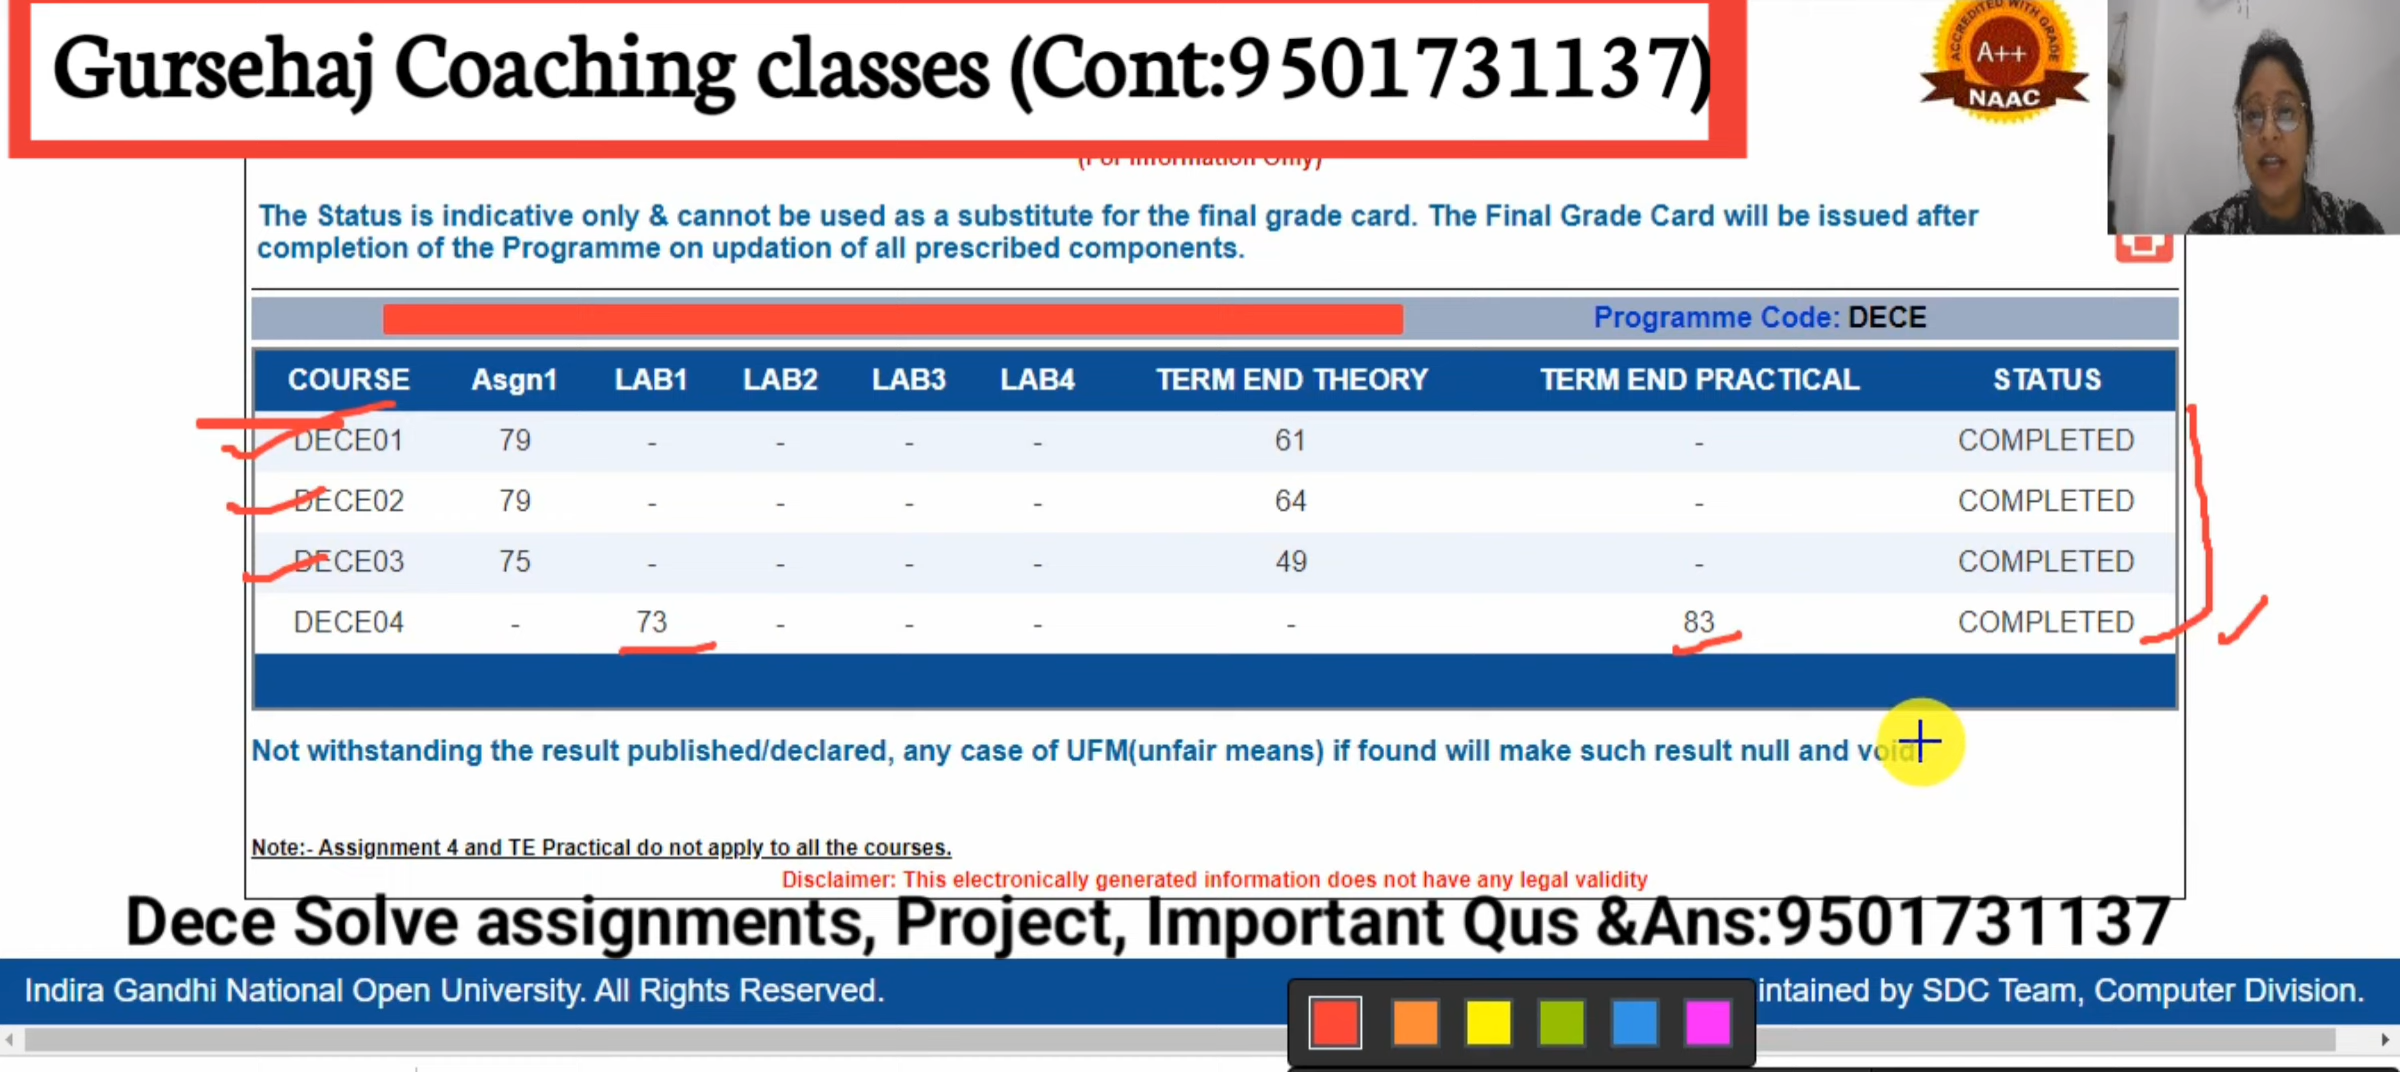 Gursehaj Coaching classes (Cont:9501731137)
ACCREDITED WITH GRADE
A++
NAAC
(For Information Only)
The Status is indicative only & cannot be used as a substitute for the final grade card. The Final Grade Card will be issued after
completion of the Programme on updation of all prescribed components.
Programme Code: DECE
COURSE Asgn1 LAB1 LAB2 LAB3 LAB4 TERM END THEORY TERM END PRACTICAL STATUS
DECE01 79 - - - - 61 - COMPLETED
DECE02 79 - - - - 64 - COMPLETED
DECE03 75 - - - - 49 - COMPLETED
DECE04 - 73 - - - - 83 COMPLETED
Not withstanding the result published/declared, any case of UFM(unfair means) if found will make such result null and void
Note:- Assignment 4 and TE Practical do not apply to all the courses.
Disclaimer: This electronically generated information does not have any legal validity
Dece Solve assignments, Project, Important Qus &Ans:9501731137
Indira Gandhi National Open University. All Rights Reserved.
intained by SDC Team, Computer Division.